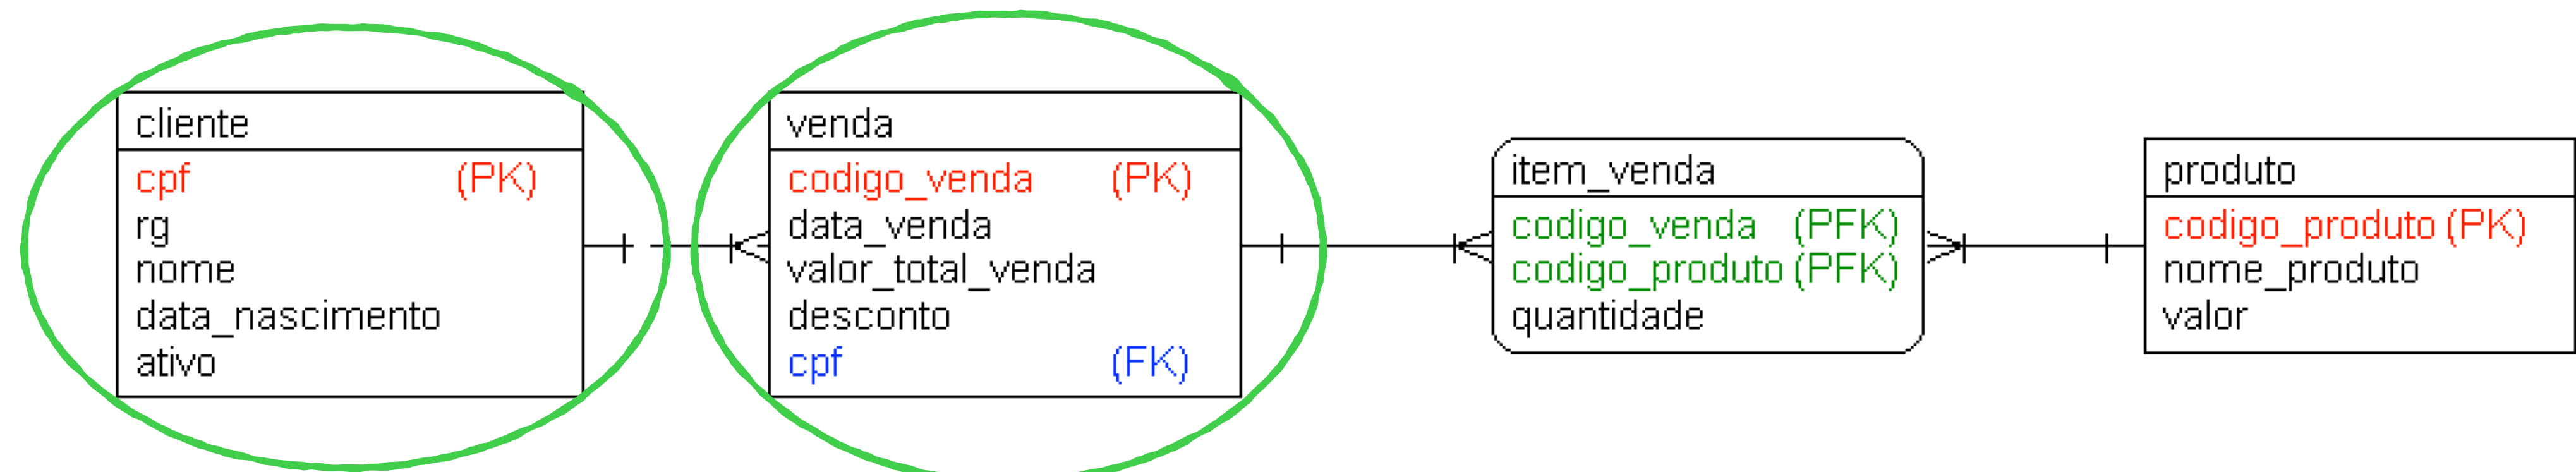 cliente
cpf (PK)
rg
nome
data_nascimento
ativo
venda
codigo_venda (PK)
data_venda
valor_total_venda
desconto
cpf (FK)
item_venda
codigo_venda (PFK)
codigo_produto (PFK)
quantidade
produto
codigo_produto (PK)
nome_produto
valor